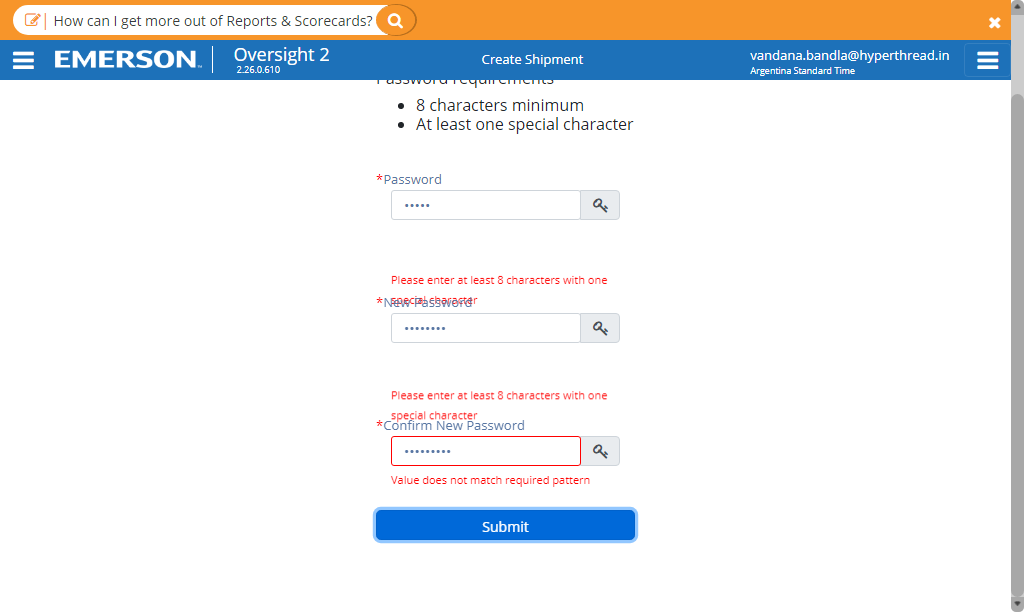 How can I get more out of Reports & Scorecards?
EMERSON™ Oversight 2 Create Shipment vandana.bandla@hyperthread.in
2.26.0.610 Argentina Standard Time
Password requirements
• 8 characters minimum
• At least one special character
*Password
•••••
Please enter at least 8 characters with one
special character
*New Password
••••••••
Please enter at least 8 characters with one
special character
*Confirm New Password
•••••••••
Value does not match required pattern
Submit